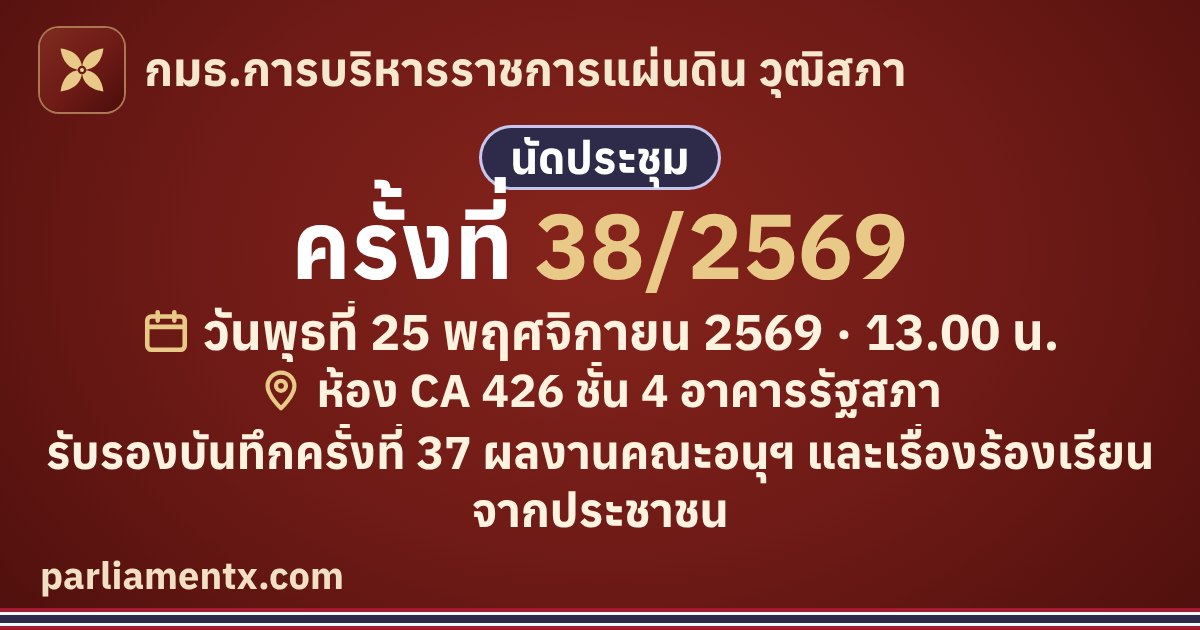 กมธ.การบริหารราชการแผ่นดิน วุฒิสภา
นัดประชุม
ครั้งที่ 38/2569
วันพุธที่ 25 พฤศจิกายน 2569 · 13.00 น.
ห้อง CA 426 ชั้น 4 อาคารรัฐสภา
รับรองบันทึกครั้งที่ 37 ผลงานคณะอนุฯ และเรื่องร้องเรียน
จากประชาชน
parliamentx.com